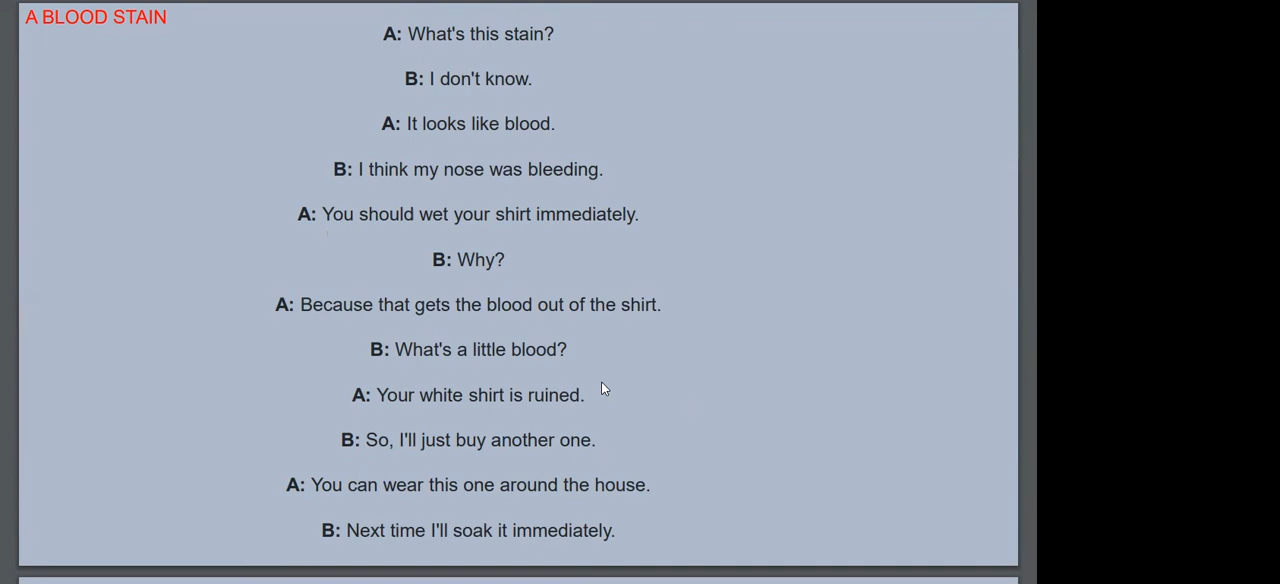 A BLOOD STAIN
A: What's this stain?
B: I don't know.
A: It looks like blood.
B: I think my nose was bleeding.
A: You should wet your shirt immediately.
B: Why?
A: Because that gets the blood out of the shirt.
B: What's a little blood?
A: Your white shirt is ruined.
B: So, I'll just buy another one.
A: You can wear this one around the house.
B: Next time I'll soak it immediately.